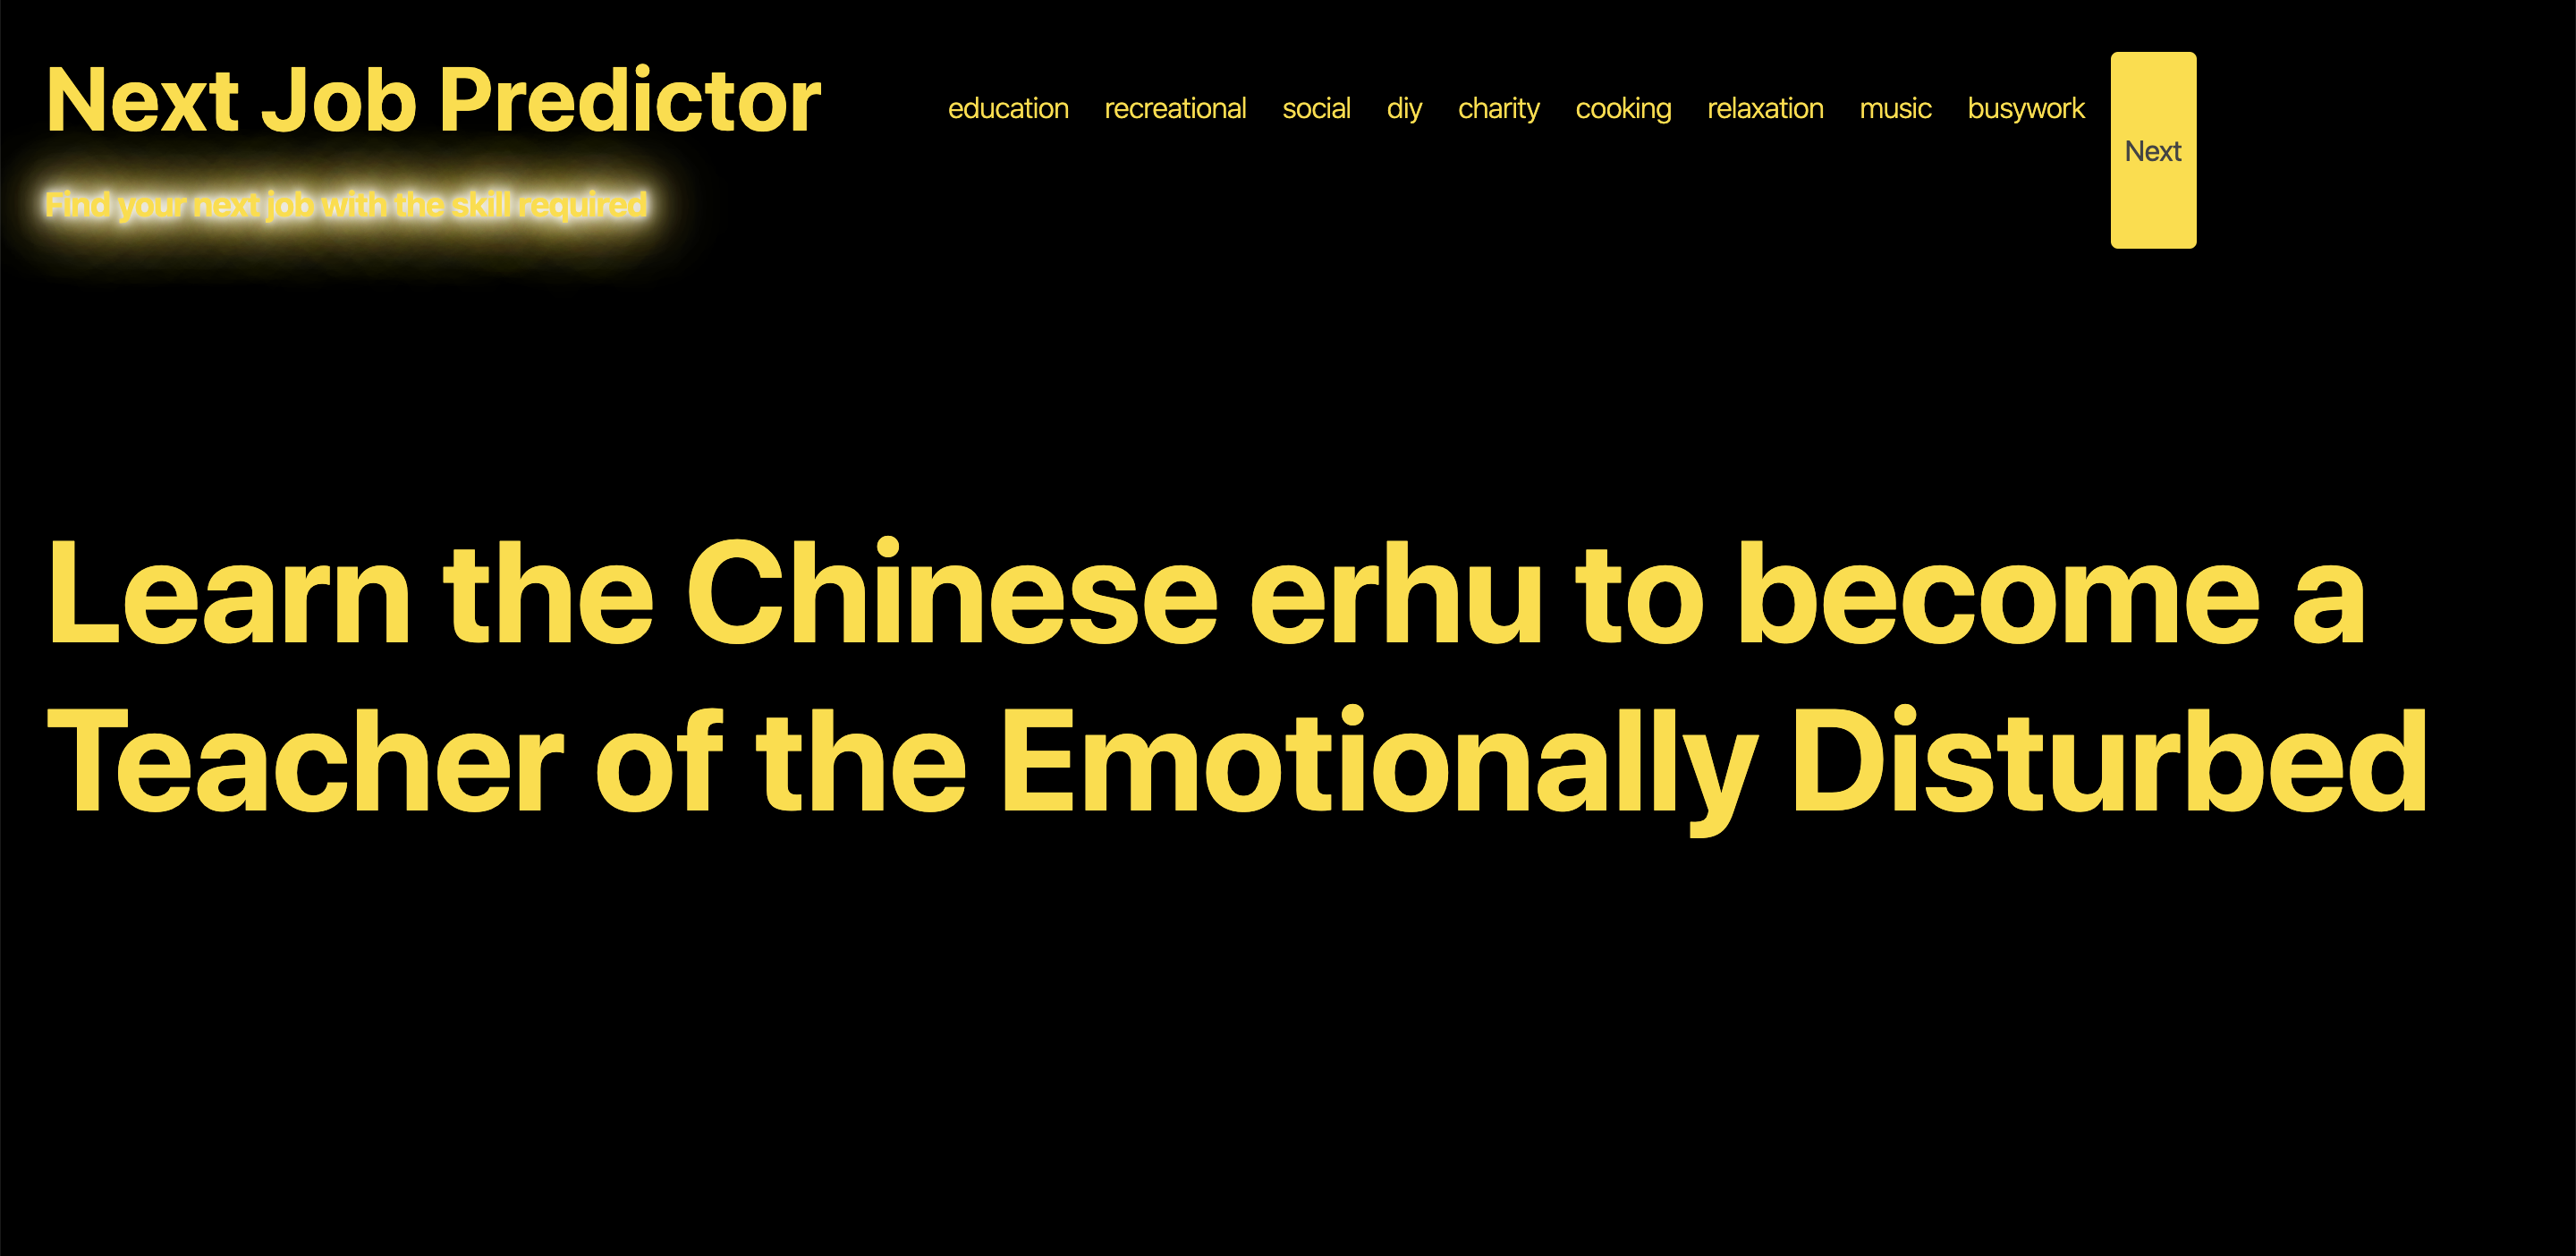 Next Job Predictor
education recreational social diy charity cooking relaxation music busywork
Next
Find your next job with the skill required
Learn the Chinese erhu to become a
Teacher of the Emotionally Disturbed